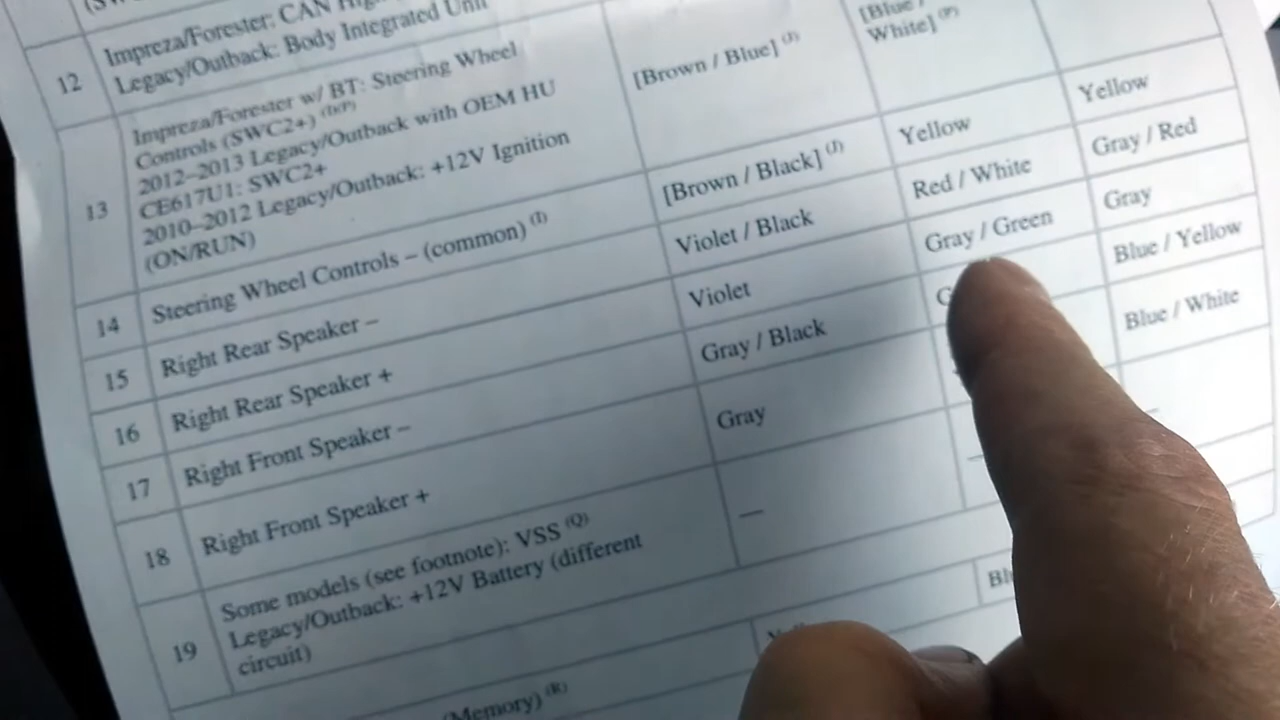 12 Impreza/Forester: CAN High
Legacy/Outback: Body Integrated Unit
13 Impreza/Forester w/ BT: Steering Wheel
Controls (SWC2+)
2012–2013 Legacy/Outback with OEM HU
CE617U1: SWC2+
2010–2012 Legacy/Outback: +12V Ignition
(ON/RUN)
[Brown / Blue] (J)
[Blue /
White] (P)
14 Steering Wheel Controls – (common) (I) [Brown / Black] (J) Yellow Yellow
15 Right Rear Speaker – Violet / Black Red / White Gray / Red
16 Right Rear Speaker + Violet Gray / Green Gray
17 Right Front Speaker – Gray / Black Blue / Yellow
18 Right Front Speaker + Gray Blue / White
19 Some models (see footnote): VSS (Q) —
Legacy/Outback: +12V Battery (different
circuit)
(Memory) (R)